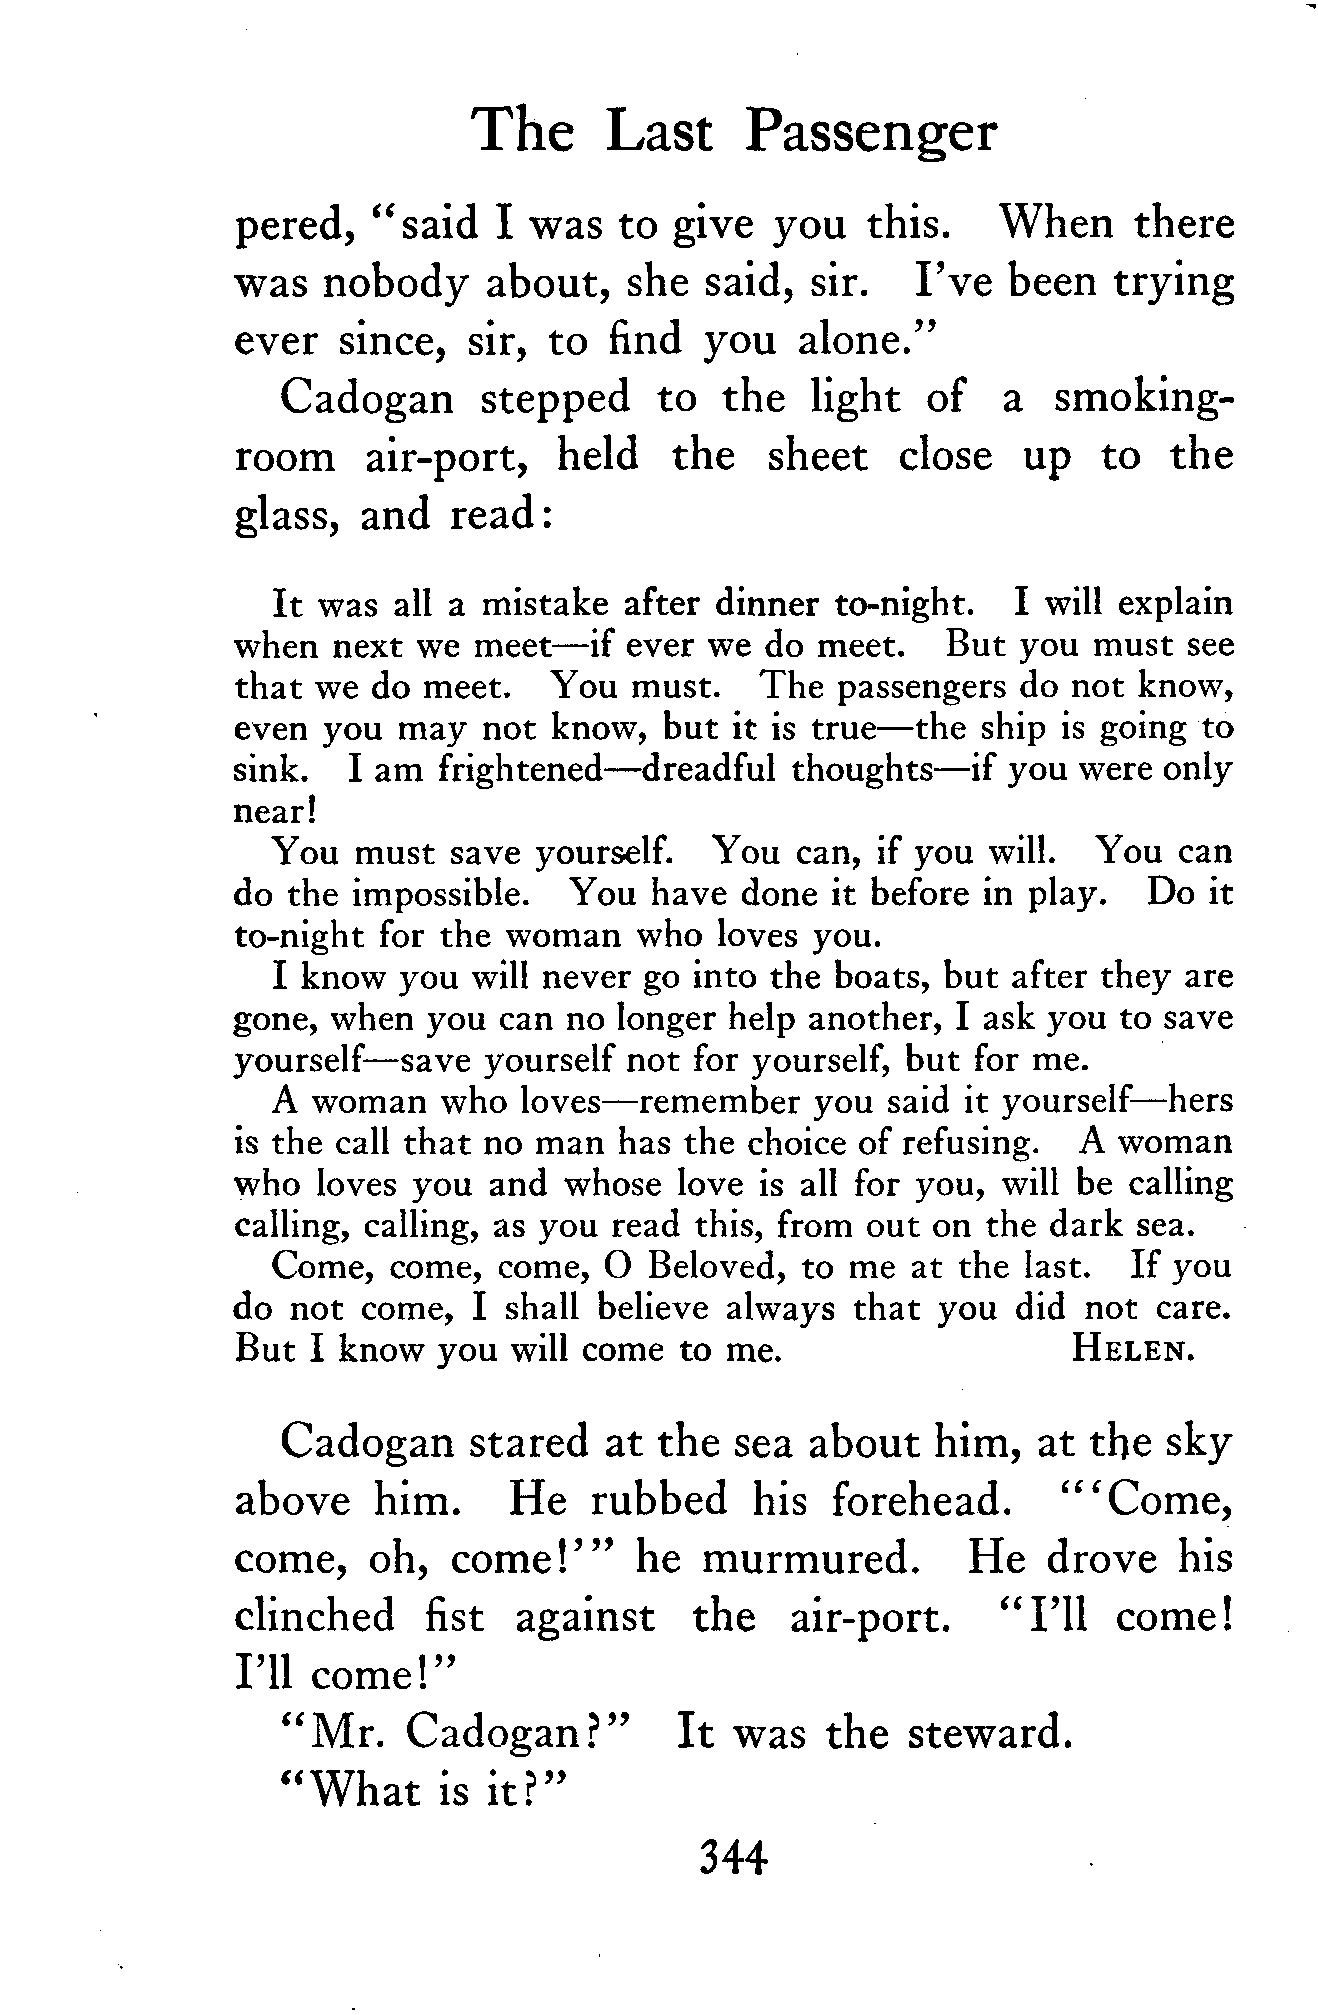 The Last Passenger
pered, "said I was to give you this. When there
was nobody about, she said, sir. I've been trying
ever since, sir, to find you alone."
Cadogan stepped to the light of a smoking-
room air-port, held the sheet close up to the
glass, and read:
It was all a mistake after dinner to-night. I will explain
when next we meet—if ever we do meet. But you must see
that we do meet. You must. The passengers do not know,
even you may not know, but it is true—the ship is going to
sink. I am frightened—dreadful thoughts—if you were only
near!
You must save yourself. You can, if you will. You can
do the impossible. You have done it before in play. Do it
to-night for the woman who loves you.
I know you will never go into the boats, but after they are
gone, when you can no longer help another, I ask you to save
yourself—save yourself not for yourself, but for me.
A woman who loves—remember you said it yourself—hers
is the call that no man has the choice of refusing. A woman
who loves you and whose love is all for you, will be calling
calling, calling, as you read this, from out on the dark sea.
Come, come, come, O Beloved, to me at the last. If you
do not come, I shall believe always that you did not care.
But I know you will come to me. HELEN.
Cadogan stared at the sea about him, at the sky
above him. He rubbed his forehead. "'Come,
come, oh, come!'" he murmured. He drove his
clinched fist against the air-port. "I'll come!
I'll come!"
"Mr. Cadogan?" It was the steward.
"What is it?"
344